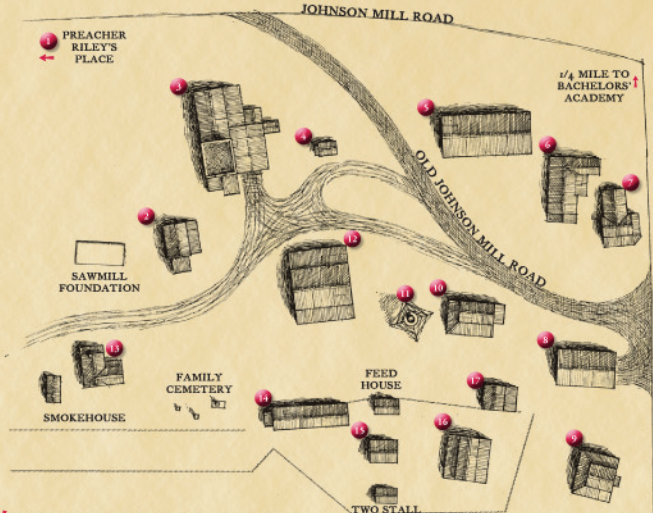 JOHNSON MILL ROAD
1
PREACHER
RILEY'S
PLACE
1/4 MILE TO
BACHELORS'
ACADEMY
3
5
4
6
7
OLD JOHNSON MILL ROAD
2
SAWMILL
FOUNDATION
12
11
10
13
SMOKEHOUSE
FAMILY
CEMETERY
FEED
HOUSE
8
14
17
15
16
9
TWO STALL